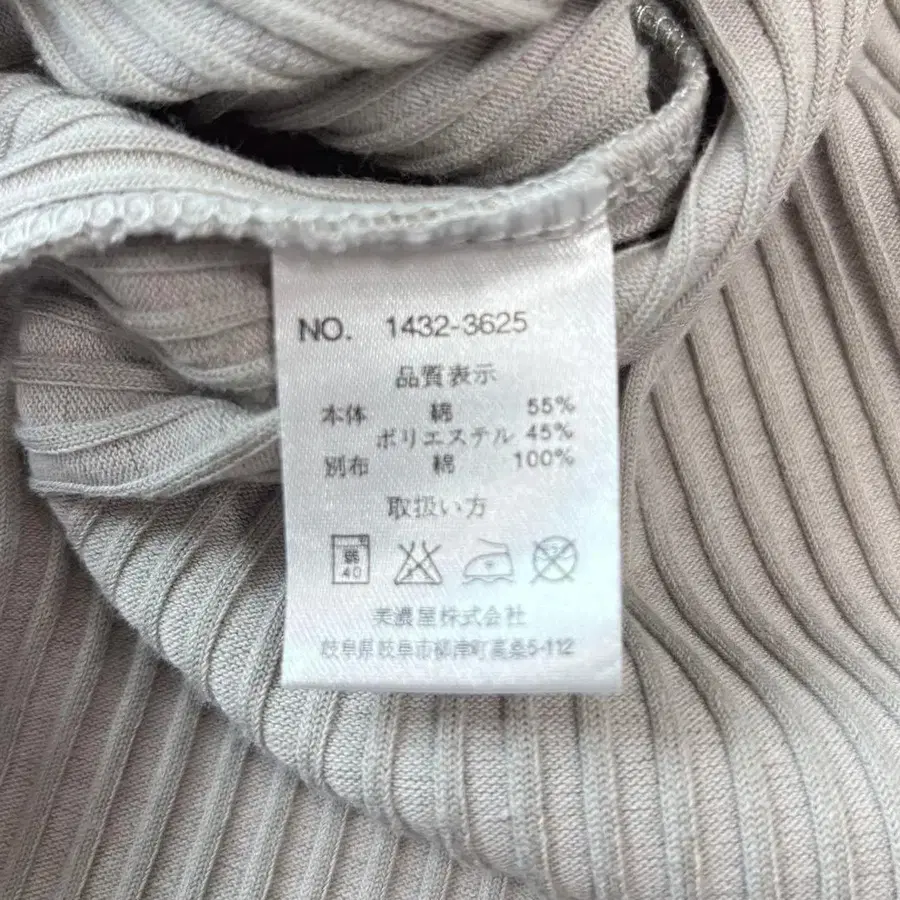 NO. 1432-3625
品質表示
本体 綿 55%
ポリエステル 45%
別布 綿 100%
取扱い方
弱 40
美濃屋株式会社
岐阜県岐阜市柳津町高桑5-112